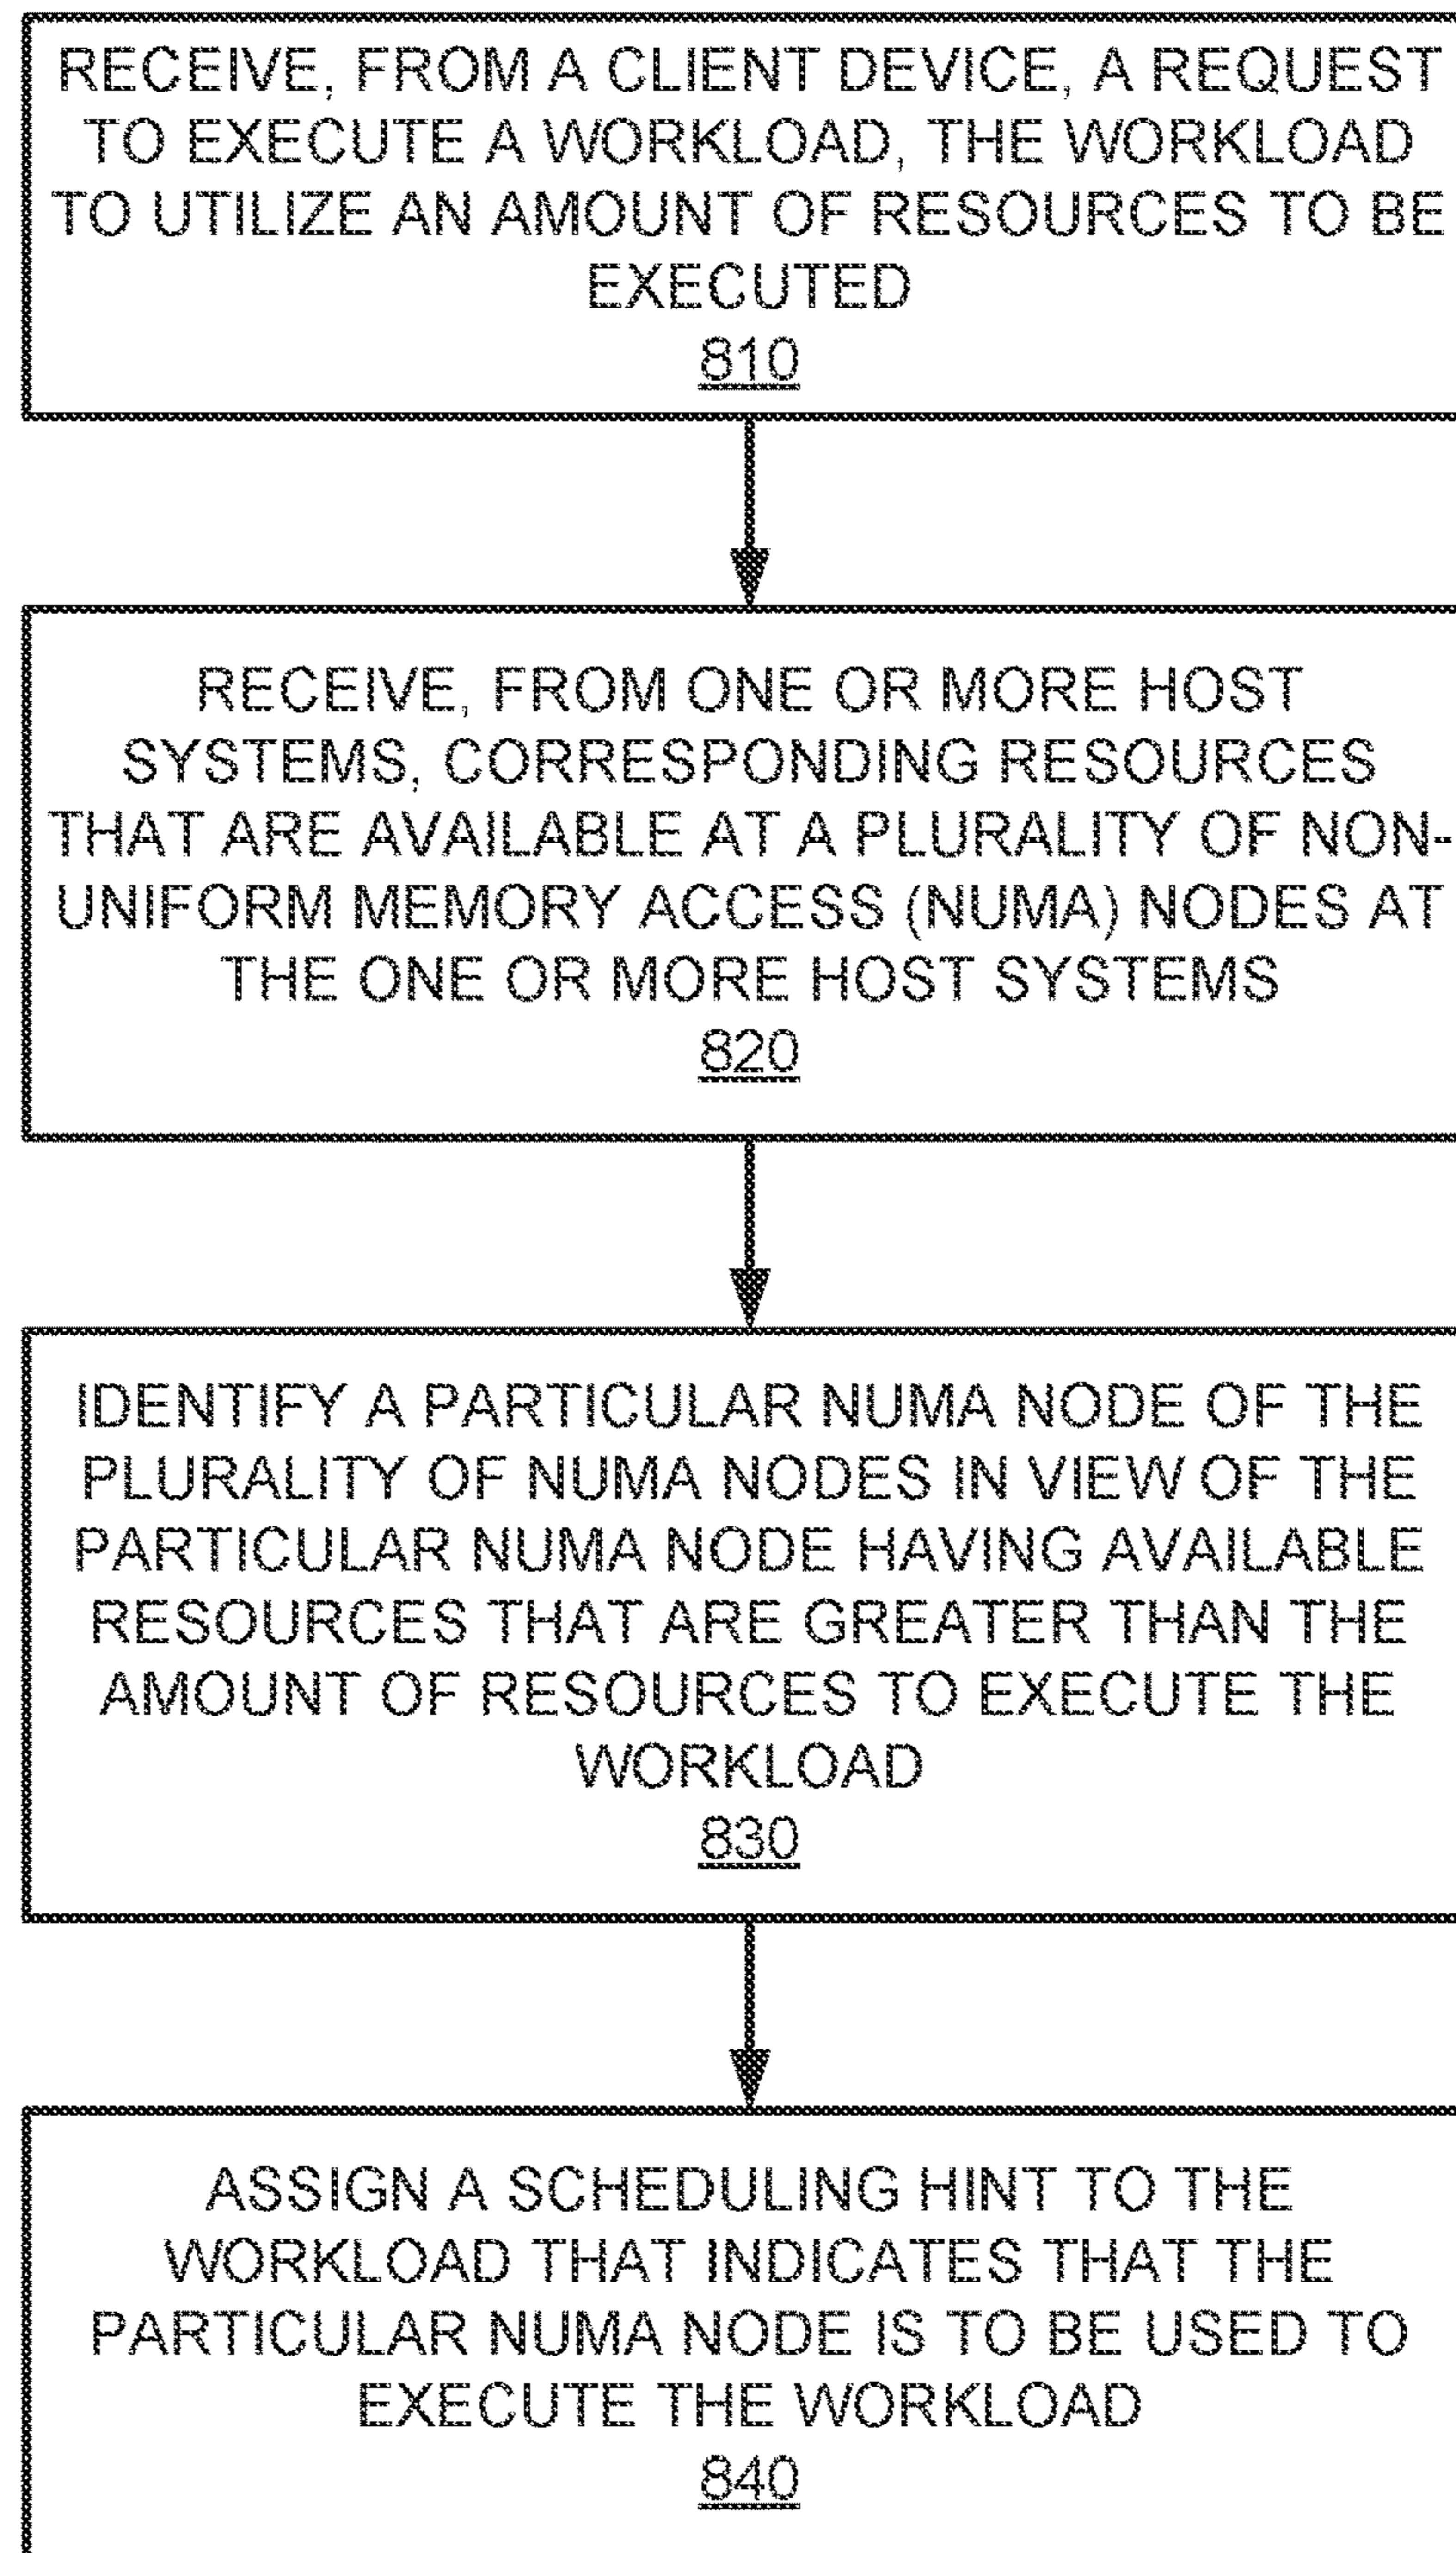 RECEIVE, FROM A CLIENT DEVICE, A REQUEST
TO EXECUTE A WORKLOAD, THE WORKLOAD
TO UTILIZE AN AMOUNT OF RESOURCES TO BE
EXECUTED
810
RECEIVE, FROM ONE OR MORE HOST
SYSTEMS, CORRESPONDING RESOURCES
THAT ARE AVAILABLE AT A PLURALITY OF NON-
UNIFORM MEMORY ACCESS (NUMA) NODES AT
THE ONE OR MORE HOST SYSTEMS
820
IDENTIFY A PARTICULAR NUMA NODE OF THE
PLURALITY OF NUMA NODES IN VIEW OF THE
PARTICULAR NUMA NODE HAVING AVAILABLE
RESOURCES THAT ARE GREATER THAN THE
AMOUNT OF RESOURCES TO EXECUTE THE
WORKLOAD
830
ASSIGN A SCHEDULING HINT TO THE
WORKLOAD THAT INDICATES THAT THE
PARTICULAR NUMA NODE IS TO BE USED TO
EXECUTE THE WORKLOAD
840